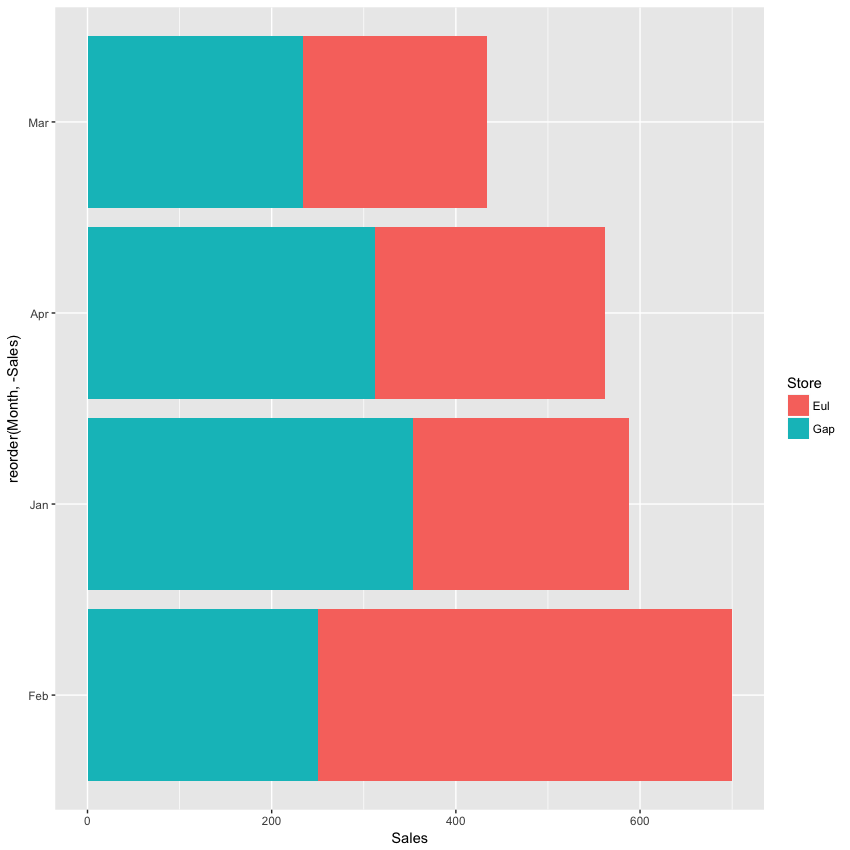 Mar
Apr
Jan
Feb
reorder(Month, -Sales)
0 200 400 600
Sales
Store
Eul
Gap